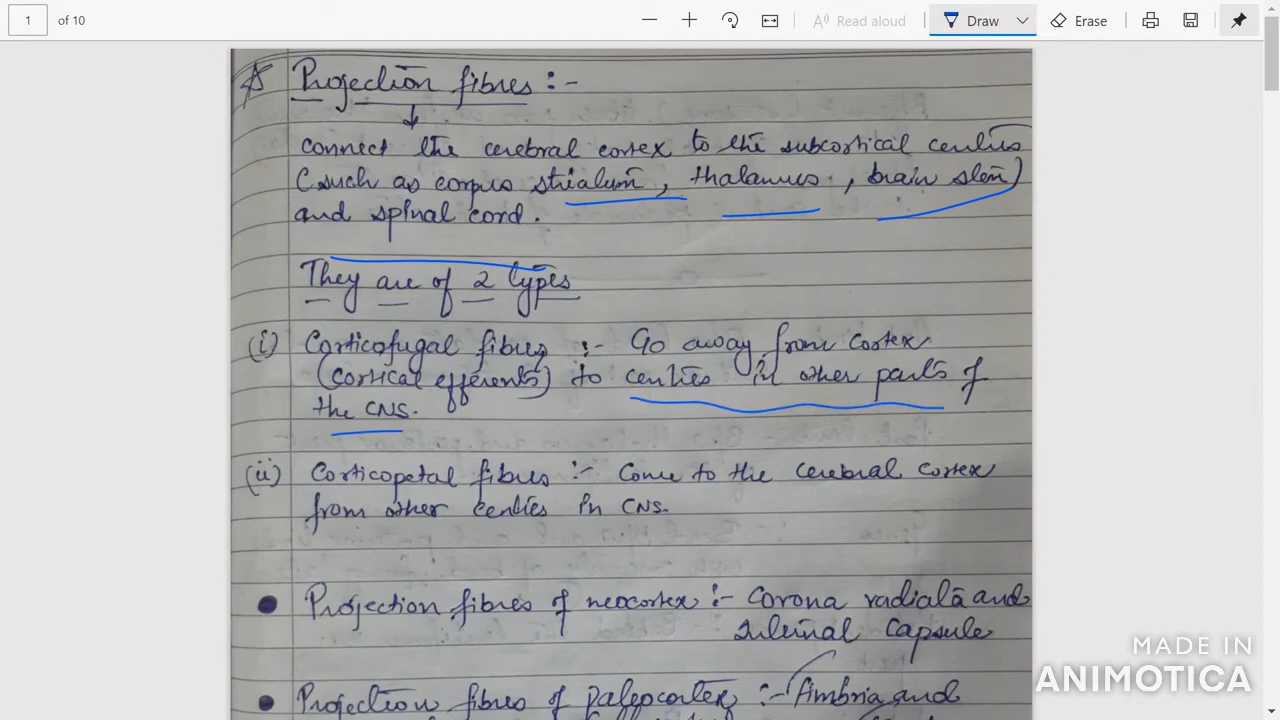 1 of 10
Read aloud
Draw
Erase
Projection fibres :-
Connect the cerebral cortex to the subcortical centres
(such as corpus striatum, thalamus, brain stem)
and spinal cord.
They are of 2 types
(i) Corticofugal fibres :- Go away from cortex
(cortical efferents) to centres in other parts of
the CNS.
(ii) Corticopetal fibres :- Come to the cerebral cortex
from other centres in CNS.
Projection fibres of neocortex :- Corona radiata and
Internal Capsule
Projection fibres of paleocortex :- fimbria and
MADE IN
ANIMOTICA